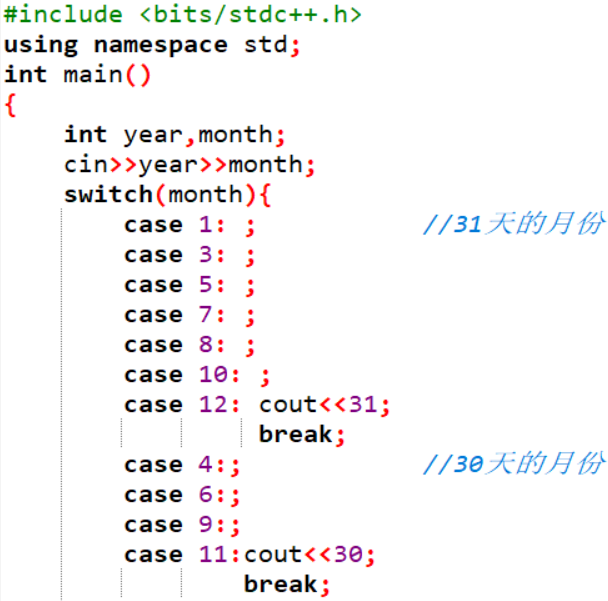 #include <bits/stdc++.h>
using namespace std;
int main()
{
    int year,month;
    cin>>year>>month;
    switch(month){
        case 1: ;           //31天的月份
        case 3: ;
        case 5: ;
        case 7: ;
        case 8: ;
        case 10: ;
        case 12: cout<<31;
                 break;
        case 4:;            //30天的月份
        case 6:;
        case 9:;
        case 11:cout<<30;
                break;